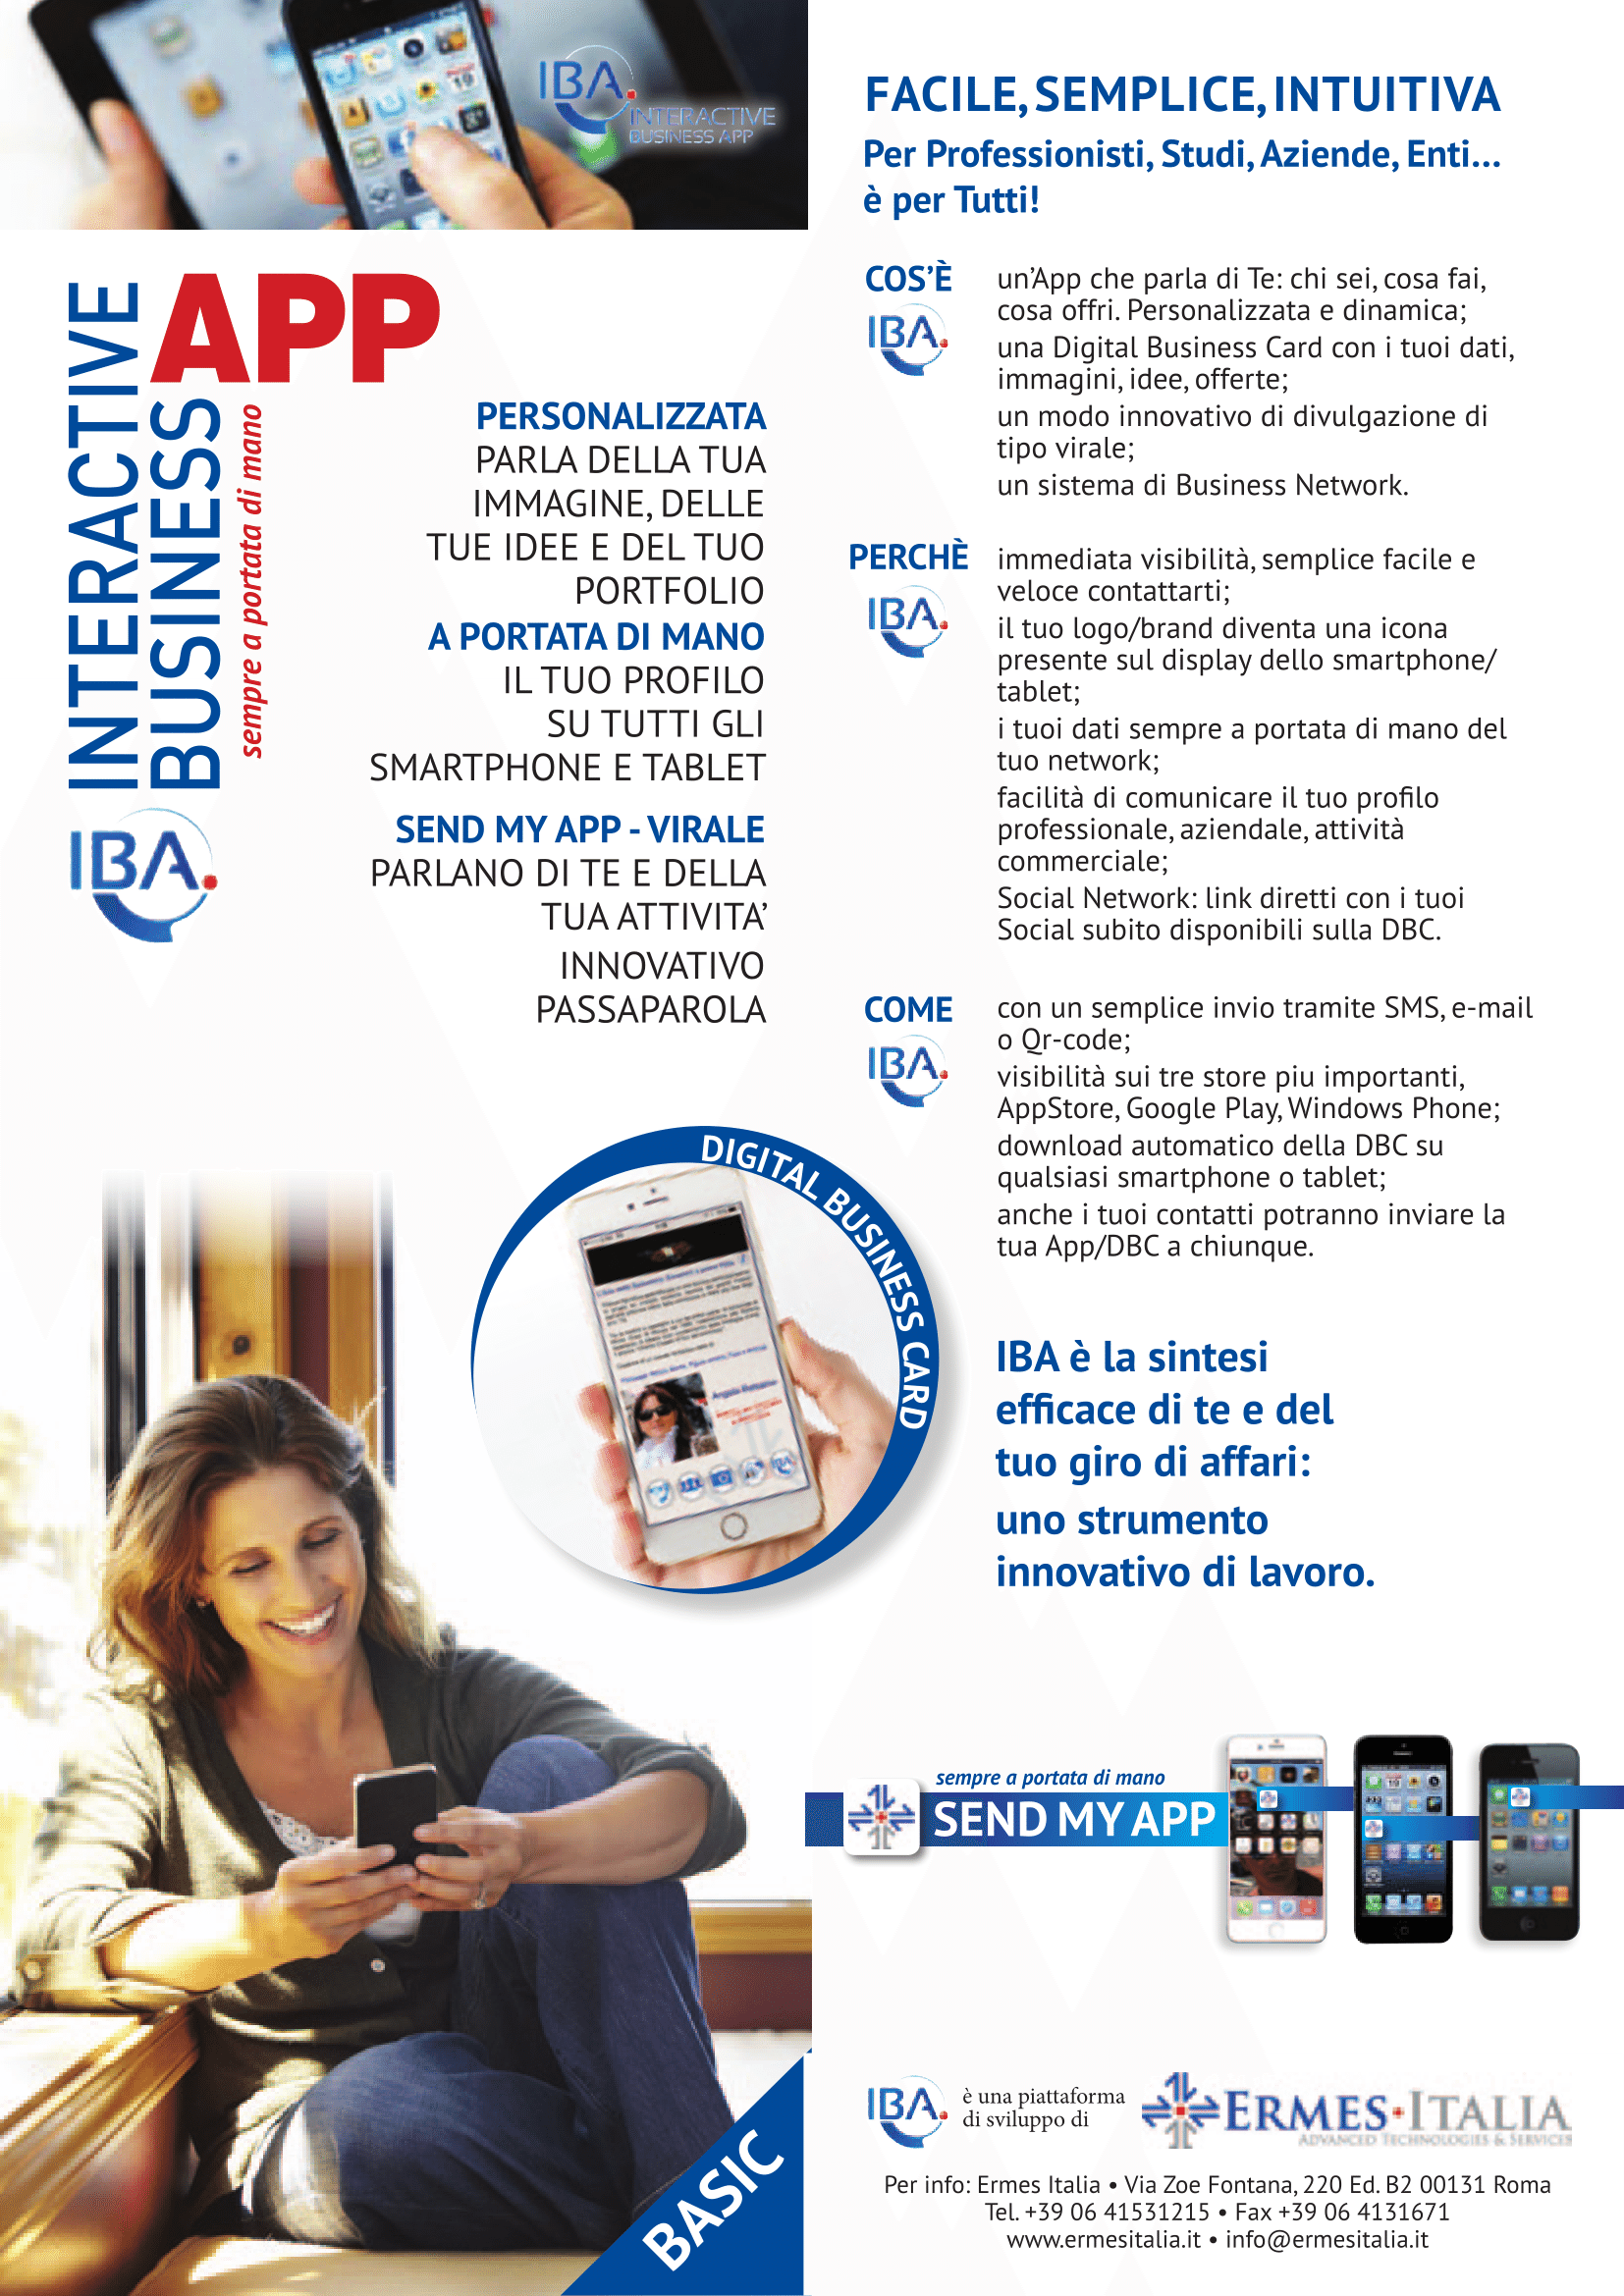 IBA.
INTERACTIVE
BUSINESS APP
INTERACTIVE
BUSINESS
APP
sempre a portata di mano
IBA.
PERSONALIZZATA
PARLA DELLA TUA
IMMAGINE, DELLE
TUE IDEE E DEL TUO
PORTFOLIO
A PORTATA DI MANO
IL TUO PROFILO
SU TUTTI GLI
SMARTPHONE E TABLET
SEND MY APP - VIRALE
PARLANO DI TE E DELLA
TUA ATTIVITA’
INNOVATIVO
PASSAPAROLA
DIGITAL BUSINESS CARD
BASIC
FACILE, SEMPLICE, INTUITIVA
Per Professionisti, Studi, Aziende, Enti...
è per Tutti!
COS’È
IBA.
un’App che parla di Te: chi sei, cosa fai,
cosa offri. Personalizzata e dinamica;
una Digital Business Card con i tuoi dati,
immagini, idee, offerte;
un modo innovativo di divulgazione di
tipo virale;
un sistema di Business Network.
PERCHÈ
IBA.
immediata visibilità, semplice facile e
veloce contattarti;
il tuo logo/brand diventa una icona
presente sul display dello smartphone/
tablet;
i tuoi dati sempre a portata di mano del
tuo network;
facilità di comunicare il tuo profilo
professionale, aziendale, attività
commerciale;
Social Network: link diretti con i tuoi
Social subito disponibili sulla DBC.
COME
IBA.
con un semplice invio tramite SMS, e-mail
o Qr-code;
visibilità sui tre store piu importanti,
AppStore, Google Play, Windows Phone;
download automatico della DBC su
qualsiasi smartphone o tablet;
anche i tuoi contatti potranno inviare la
tua App/DBC a chiunque.
IBA è la sintesi
efficace di te e del
tuo giro di affari:
uno strumento
innovativo di lavoro.
sempre a portata di mano
SEND MY APP
IBA.
è una piattaforma
di sviluppo di
ERMES ITALIA
ADVANCED TECHNOLOGIES & SERVICES
Per info: Ermes Italia • Via Zoe Fontana, 220 Ed. B2 00131 Roma
Tel. +39 06 41531215 • Fax +39 06 4131671
www.ermesitalia.it • info@ermesitalia.it